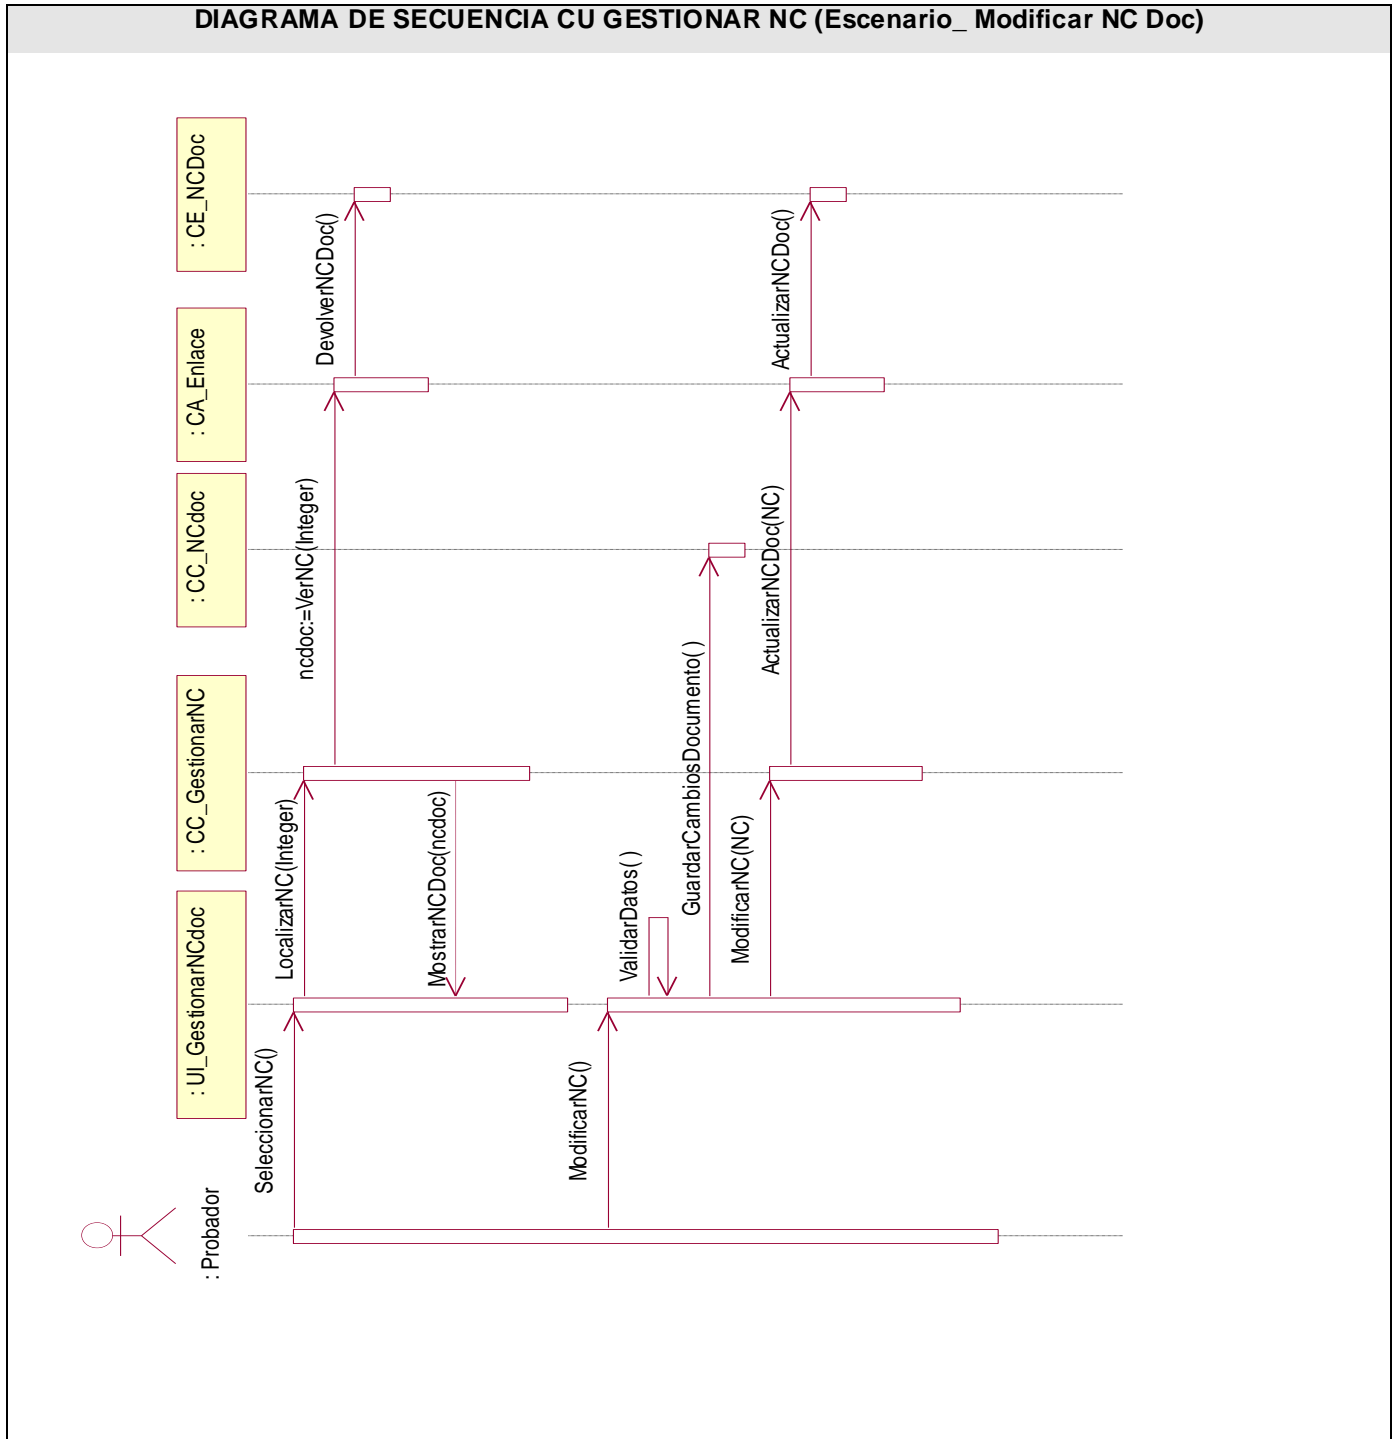 DIAGRAMA DE SECUENCIA CU GESTIONAR NC (Escenario_ Modificar NC Doc)
: Probador
: UI_GestionarNCdoc
: CC_GestionarNC
: CC_NCdoc
: CA_Enlace
: CE_NCDoc
SeleccionarNC()
LocalizarNC(Integer)
ncdoc:=VerNC(Integer)
DevolverNCDoc()
MostrarNCDoc(ncdoc)
ModificarNC()
ValidarDatos( )
GuardarCambiosDocumento( )
ModificarNC(NC)
ActualizarNCDoc(NC)
ActualizarNCDoc()